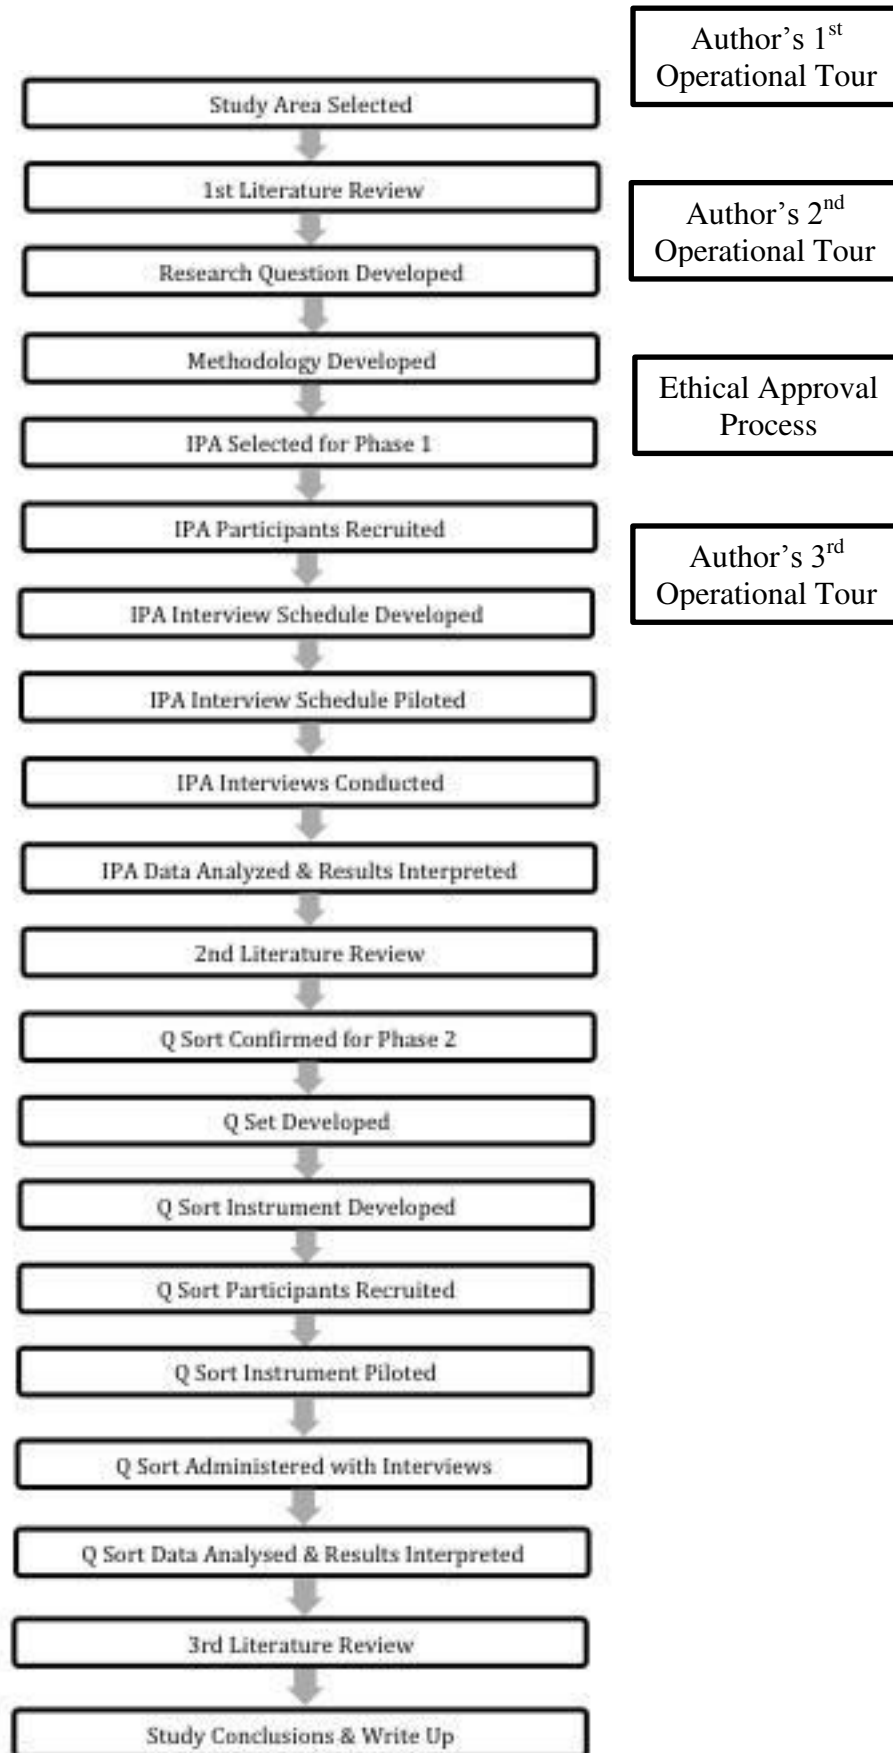 Author's 1st
Operational Tour
Study Area Selected
1st Literature Review
Author's 2nd
Operational Tour
Research Question Developed
Methodology Developed
Ethical Approval
Process
IPA Selected for Phase 1
IPA Participants Recruited
Author's 3rd
Operational Tour
IPA Interview Schedule Developed
IPA Interview Schedule Piloted
IPA Interviews Conducted
IPA Data Analyzed & Results Interpreted
2nd Literature Review
Q Sort Confirmed for Phase 2
Q Set Developed
Q Sort Instrument Developed
Q Sort Participants Recruited
Q Sort Instrument Piloted
Q Sort Administered with Interviews
Q Sort Data Analysed & Results Interpreted
3rd Literature Review
Study Conclusions & Write Up